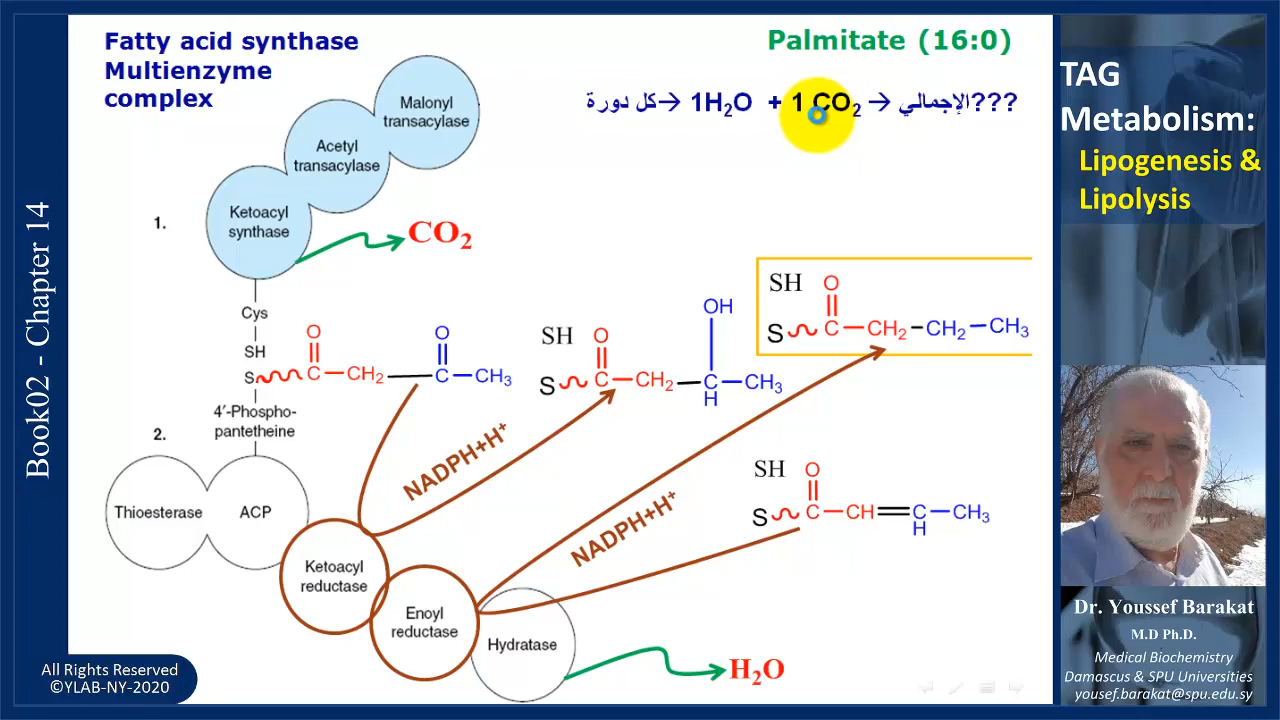 Fatty acid synthase
Multienzyme
complex
Palmitate (16:0)
كل دورة → 1H₂O + 1 CO₂ → الإجمالي???
Malonyl
transacylase
Acetyl
transacylase
1.
Ketoacyl
synthase
CO₂
Cys
SH
S
O
C
CH₂
O
C
CH₃
SH
O
S
C
CH₂
OH
C
H
CH₃
SH
O
S
C
CH₂
CH₂
CH₃
4′-Phospho-
pantetheine
2.
NADPH+H⁺
NADPH+H⁺
SH
O
S
C
CH
C
H
CH₃
Thioesterase
ACP
Ketoacyl
reductase
Enoyl
reductase
Hydratase
H₂O
Book02 - Chapter 14
All Rights Reserved
©YLAB-NY-2020
TAG
Metabolism:
Lipogenesis &
Lipolysis
Dr. Youssef Barakat
M.D Ph.D.
Medical Biochemistry
Damascus & SPU Universities
yousef.barakat@spu.edu.sy